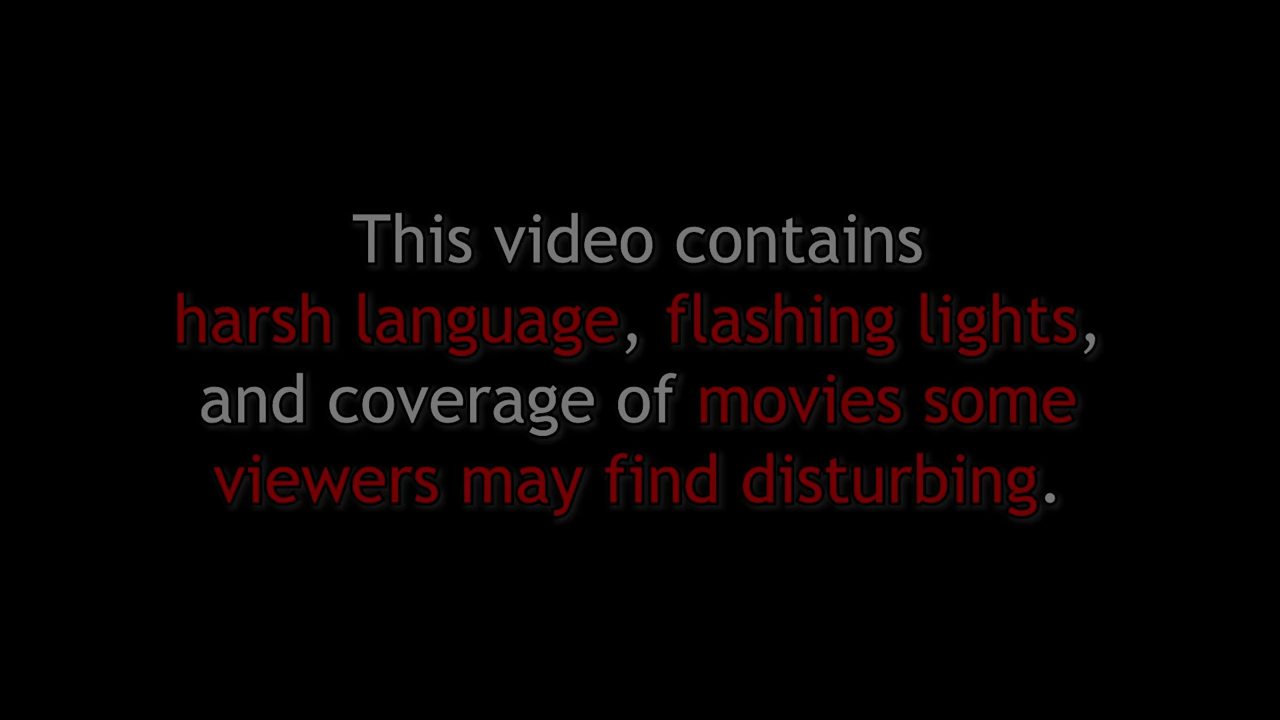 This video contains
harsh language, flashing lights,
and coverage of movies some
viewers may find disturbing.